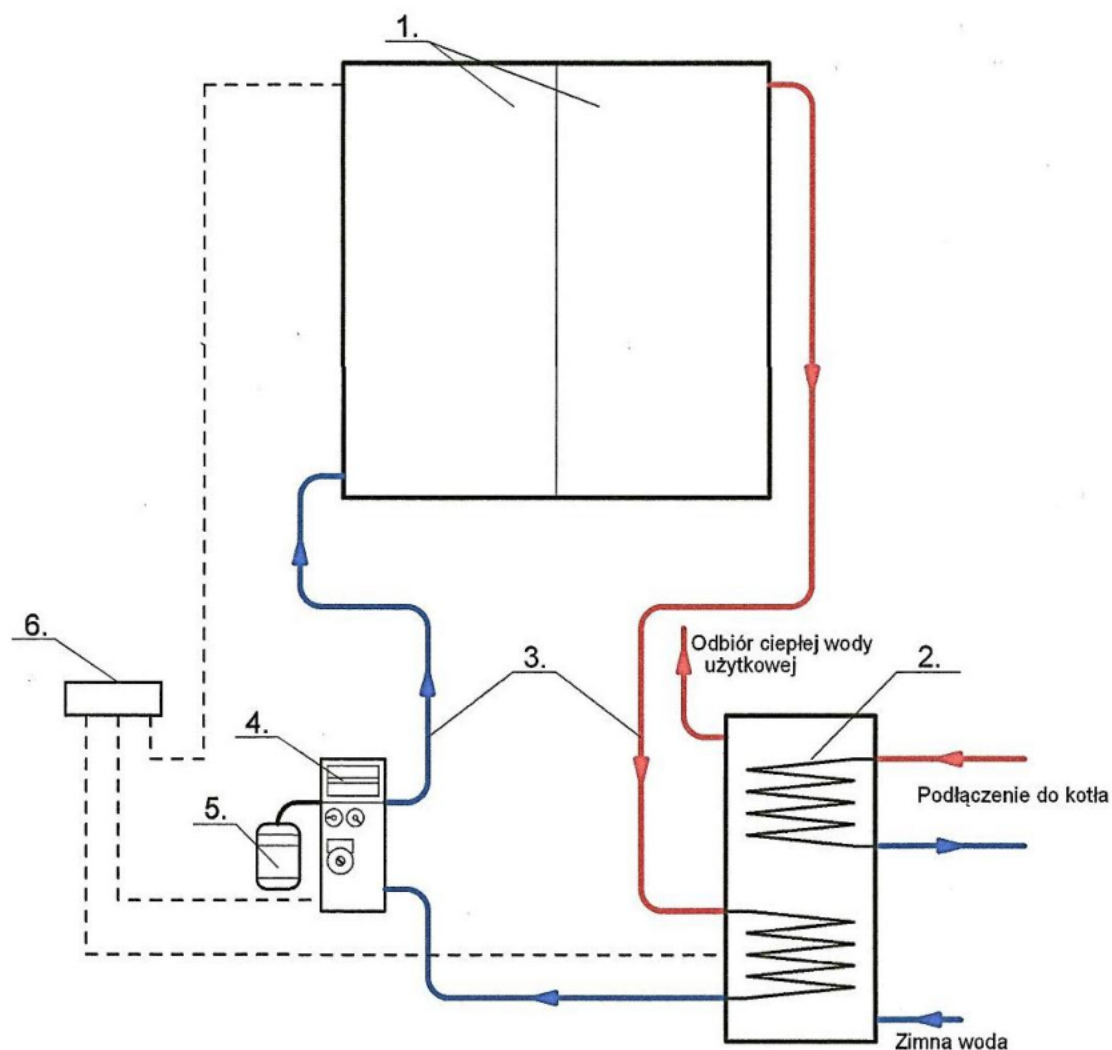 1.
6.
3.
Odbiór ciepłej wody
użytkowej
2.
4.
Podłączenie do kotła
5.
Zimna woda